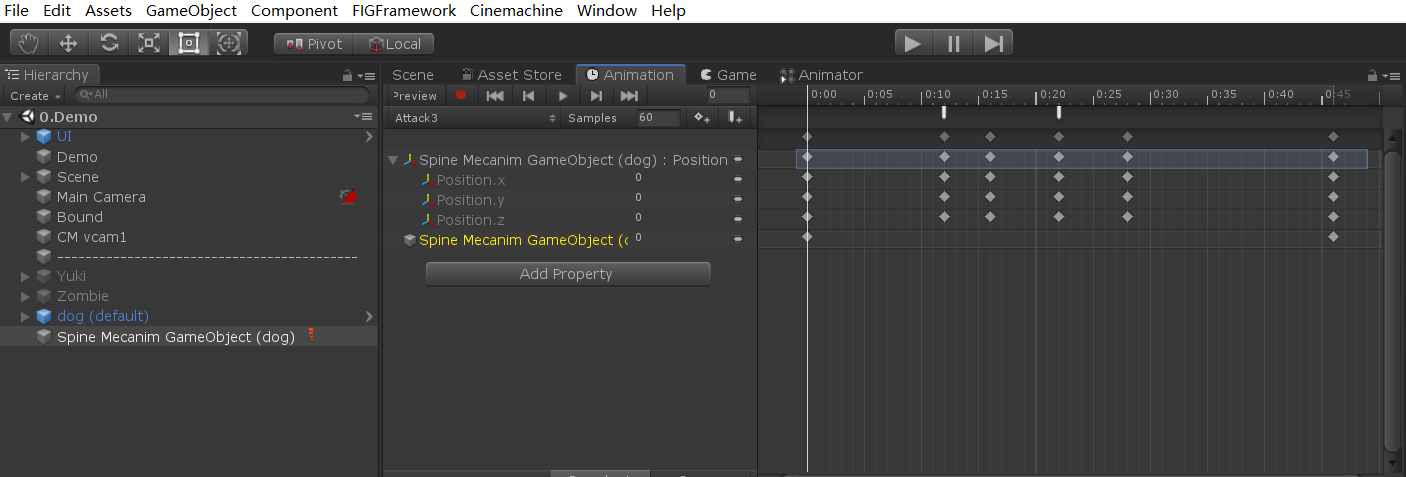 File Edit Assets GameObject Component FIGFramework Cinemachine Window Help
Pivot Local
Hierarchy
Create All
0.Demo
UI
Demo
Scene
Main Camera
Bound
CM vcam1
-------------------------------------------
Yuki
Zombie
dog (default)
Spine Mecanim GameObject (dog)
Scene Asset Store Animation Game Animator
Preview 0
Attack3 Samples 60
0:00 0:05 0:10 0:15 0:20 0:25 0:30 0:35 0:40 0:45
Spine Mecanim GameObject (dog) : Position
Position.x 0
Position.y 0
Position.z 0
Spine Mecanim GameObject (c 0
Add Property